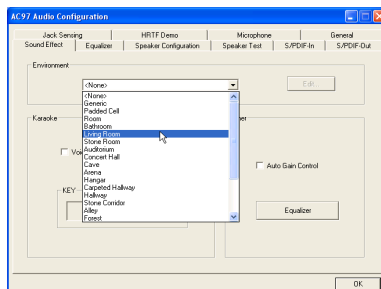 AC97 Audio Configuration
Jack Sensing HRTF Demo Microphone General
Sound Effect Equalizer Speaker Configuration Speaker Test S/PDIF-In S/PDIF-Out
Environment
<None>
Edit
<None>
Generic
Padded Cell
Room
Bathroom
Living Room
Stone Room
Auditorium
Concert Hall
Cave
Arena
Hangar
Carpeted Hallway
Hallway
Stone Corridor
Alley
Forest
Karaoke
Auto Gain Control
KEY
Equalizer
OK